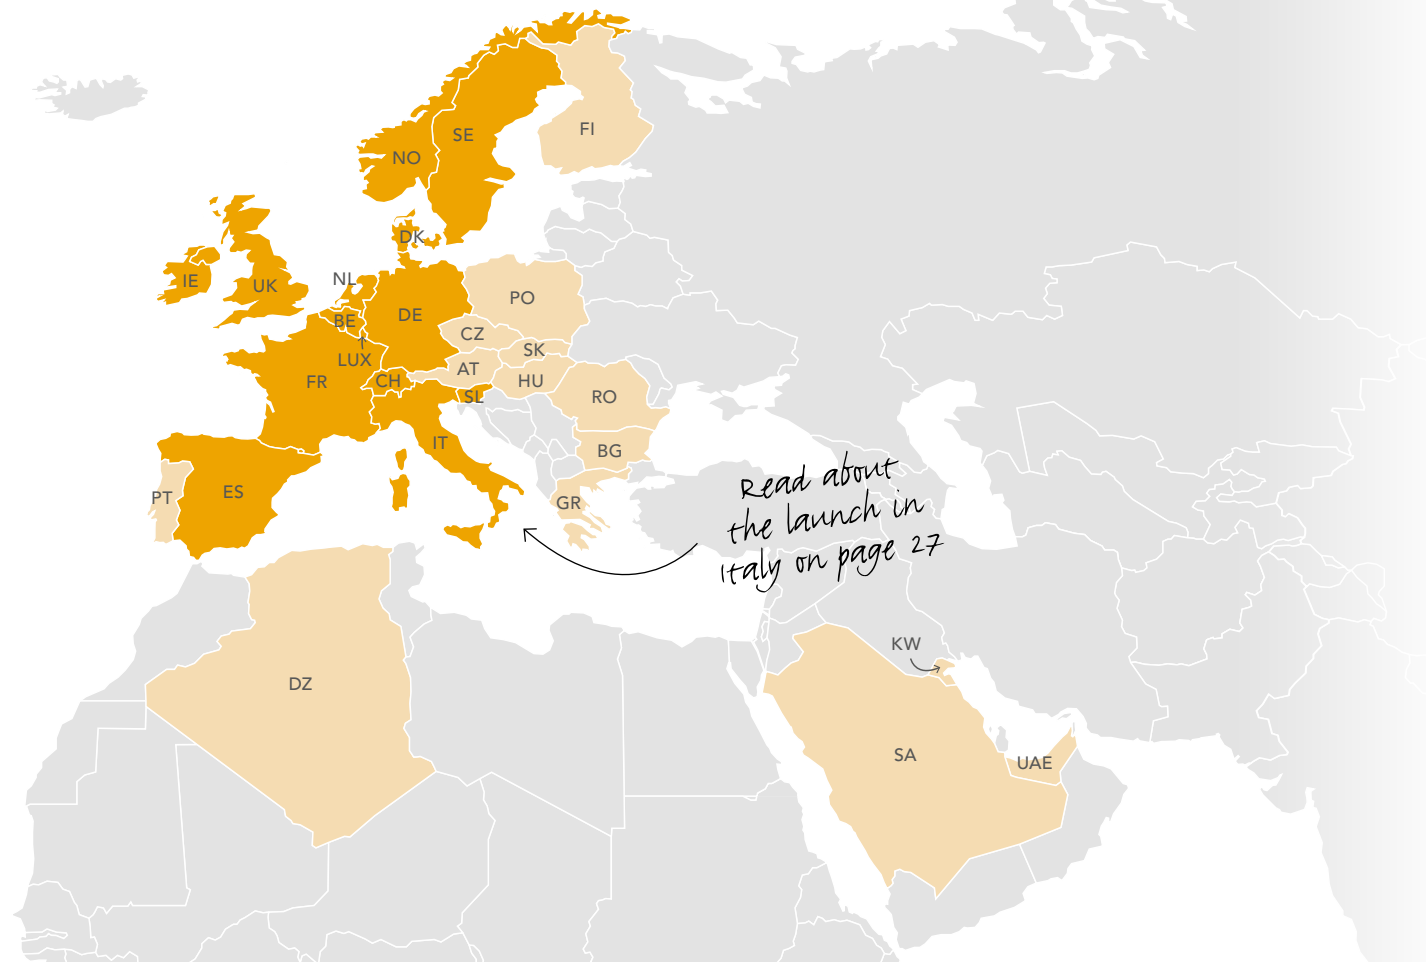 SE
FI
NO
DK
IE
UK
NL
PO
BE
DE
CZ
SK
LUX
AT
FR
CH
HU
SL
RO
IT
BG
PT
ES
GR
Read about
the launch in
Italy on page 27
KW
DZ
SA
UAE